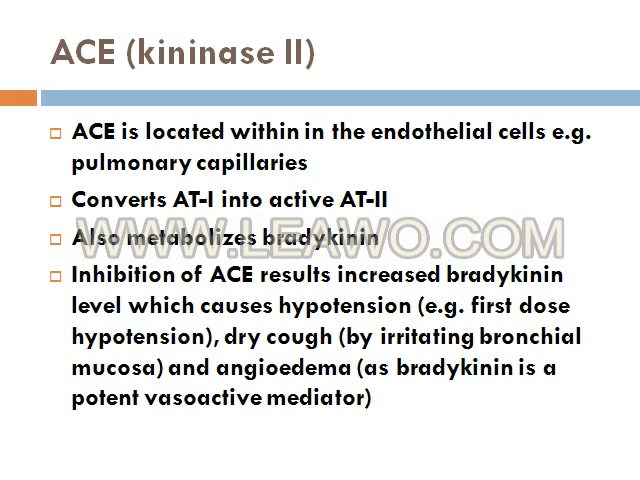 ACE (kininase II)
ACE is located within in the endothelial cells e.g.
pulmonary capillaries
Converts AT-I into active AT-II
Also metabolizes bradykinin
WWW.LEAWO.COM
Inhibition of ACE results increased bradykinin
level which causes hypotension (e.g. first dose
hypotension), dry cough (by irritating bronchial
mucosa) and angioedema (as bradykinin is a
potent vasoactive mediator)